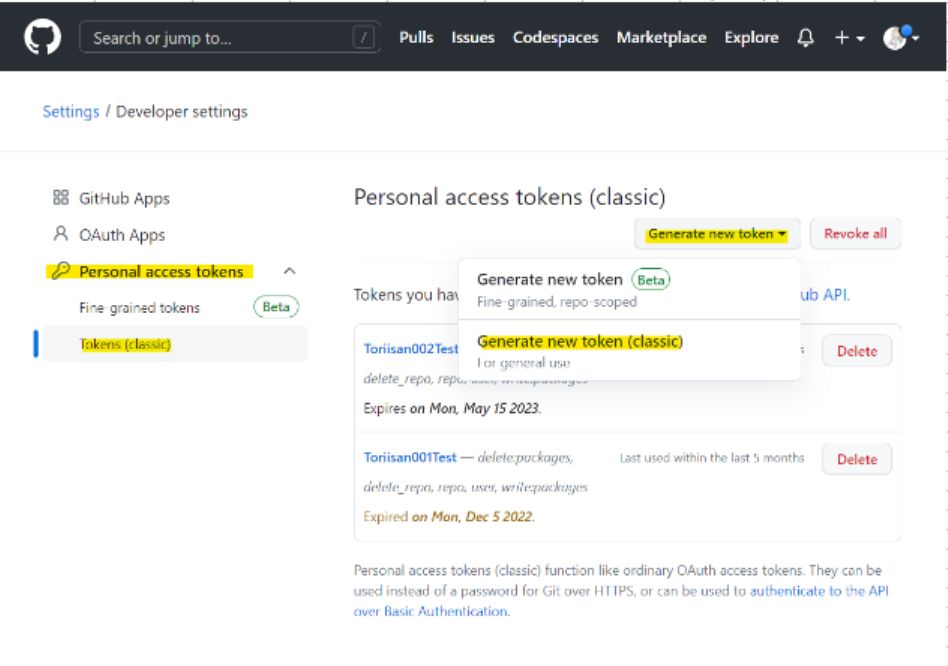 Search or jump to... /
Pulls Issues Codespaces Marketplace Explore
Settings / Developer settings
GitHub Apps
OAuth Apps
Personal access tokens
Fine-grained tokens Beta
Tokens (classic)
Personal access tokens (classic)
Generate new token Revoke all
Generate new token Beta
Fine-grained, repo-scoped
Generate new token (classic)
For general use
Tokens you hav ub API.
Toriisan002Test s Delete
delete_repo, repo, user, write:packages
Expires on Mon, May 15 2023.
Toriisan001Test — delete:packages, Last used within the last 5 months Delete
delete_repo, repo, user, write:packages
Expired on Mon, Dec 5 2022.
Personal access tokens (classic) function like ordinary OAuth access tokens. They can be
used instead of a password for Git over HTTPS, or can be used to authenticate to the API
over Basic Authentication.